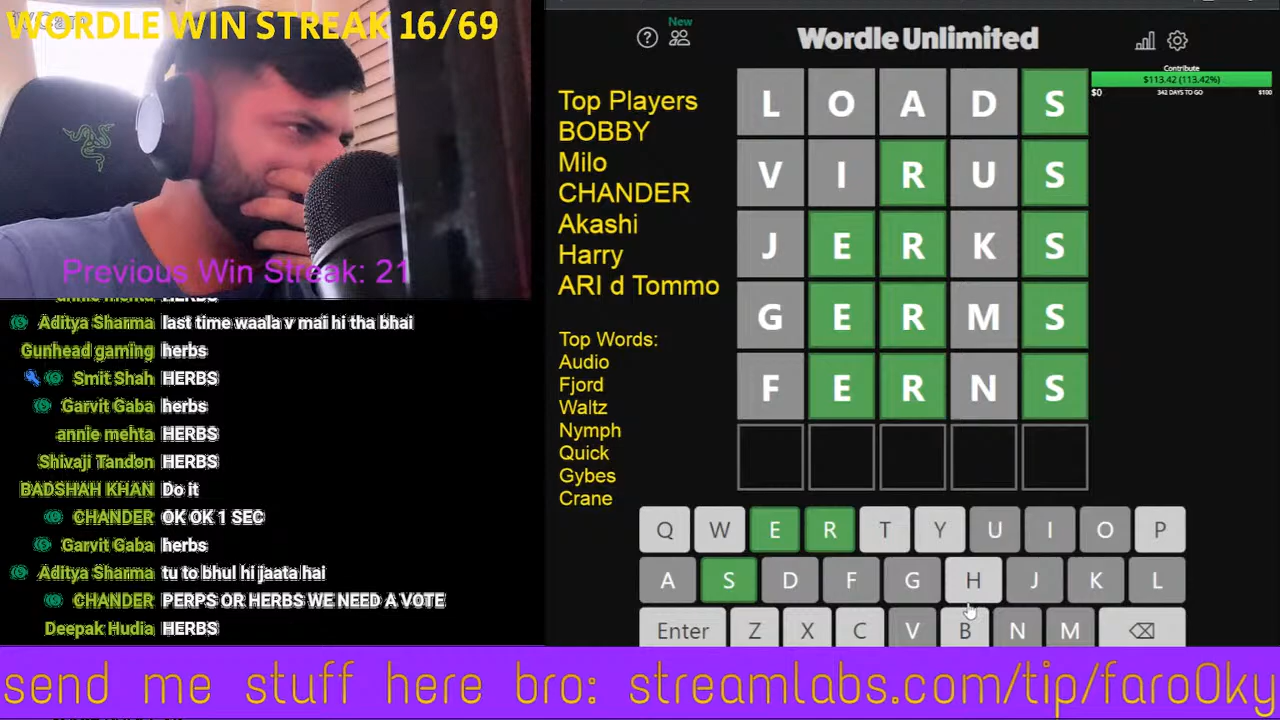 WORDLE WIN STREAK 16/69
Previous Win Streak: 21
HERBS
Aditya Sharma last time waala v mai hi tha bhai
Gunhead gaming herbs
Smit Shah HERBS
Garvit Gaba herbs
annie mehta HERBS
Shivaji Tandon HERBS
BADSHAH KHAN Do it
CHANDER OK OK 1 SEC
Garvit Gaba herbs
Aditya Sharma tu to bhul hi jaata hai
CHANDER PERPS OR HERBS WE NEED A VOTE
Deepak Hudia HERBS
New
Wordle Unlimited
Top Players
BOBBY
Milo
CHANDER
Akashi
Harry
ARI d Tommo
Top Words:
Audio
Fjord
Waltz
Nymph
Quick
Gybes
Crane
L O A D S
V I R U S
J E R K S
G E R M S
F E R N S
Contribute
$113.42 (113.42%)
$0 342 DAYS TO GO $100
Q W E R T Y U I O P
A S D F G H J K L
Enter Z X C V B N M
send me stuff here bro: streamlabs.com/tip/faro0ky